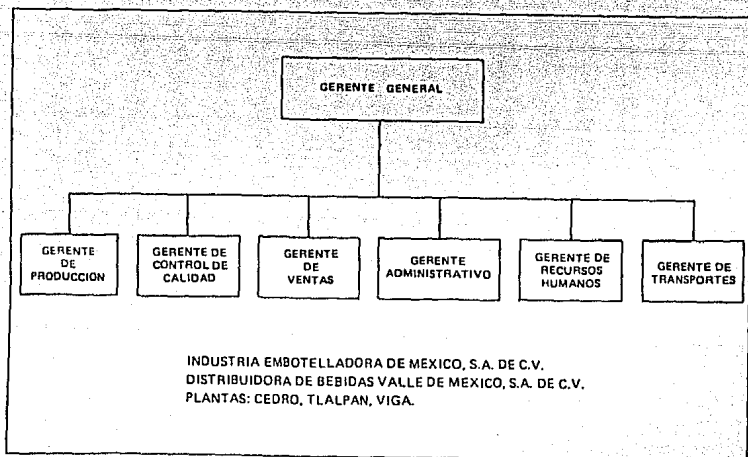 GERENTE GENERAL
GERENTE
DE
PRODUCCION
GERENTE DE
CONTROL DE
CALIDAD
GERENTE
DE
VENTAS
GERENTE
ADMINISTRATIVO
GERENTE DE
RECURSOS
HUMANOS
GERENTE DE
TRANSPORTES
INDUSTRIA EMBOTELLADORA DE MEXICO, S.A. DE C.V.
DISTRIBUIDORA DE BEBIDAS VALLE DE MEXICO, S.A. DE C.V.
PLANTAS: CEDRO, TLALPAN, VIGA.